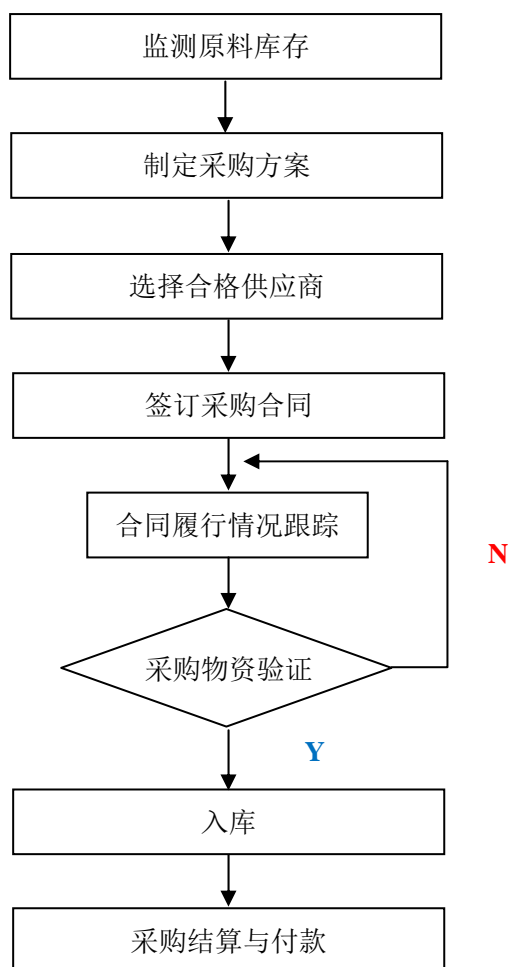 监测原料库存
制定采购方案
选择合格供应商
签订采购合同
合同履行情况跟踪
N
采购物资验证
Y
入库
采购结算与付款